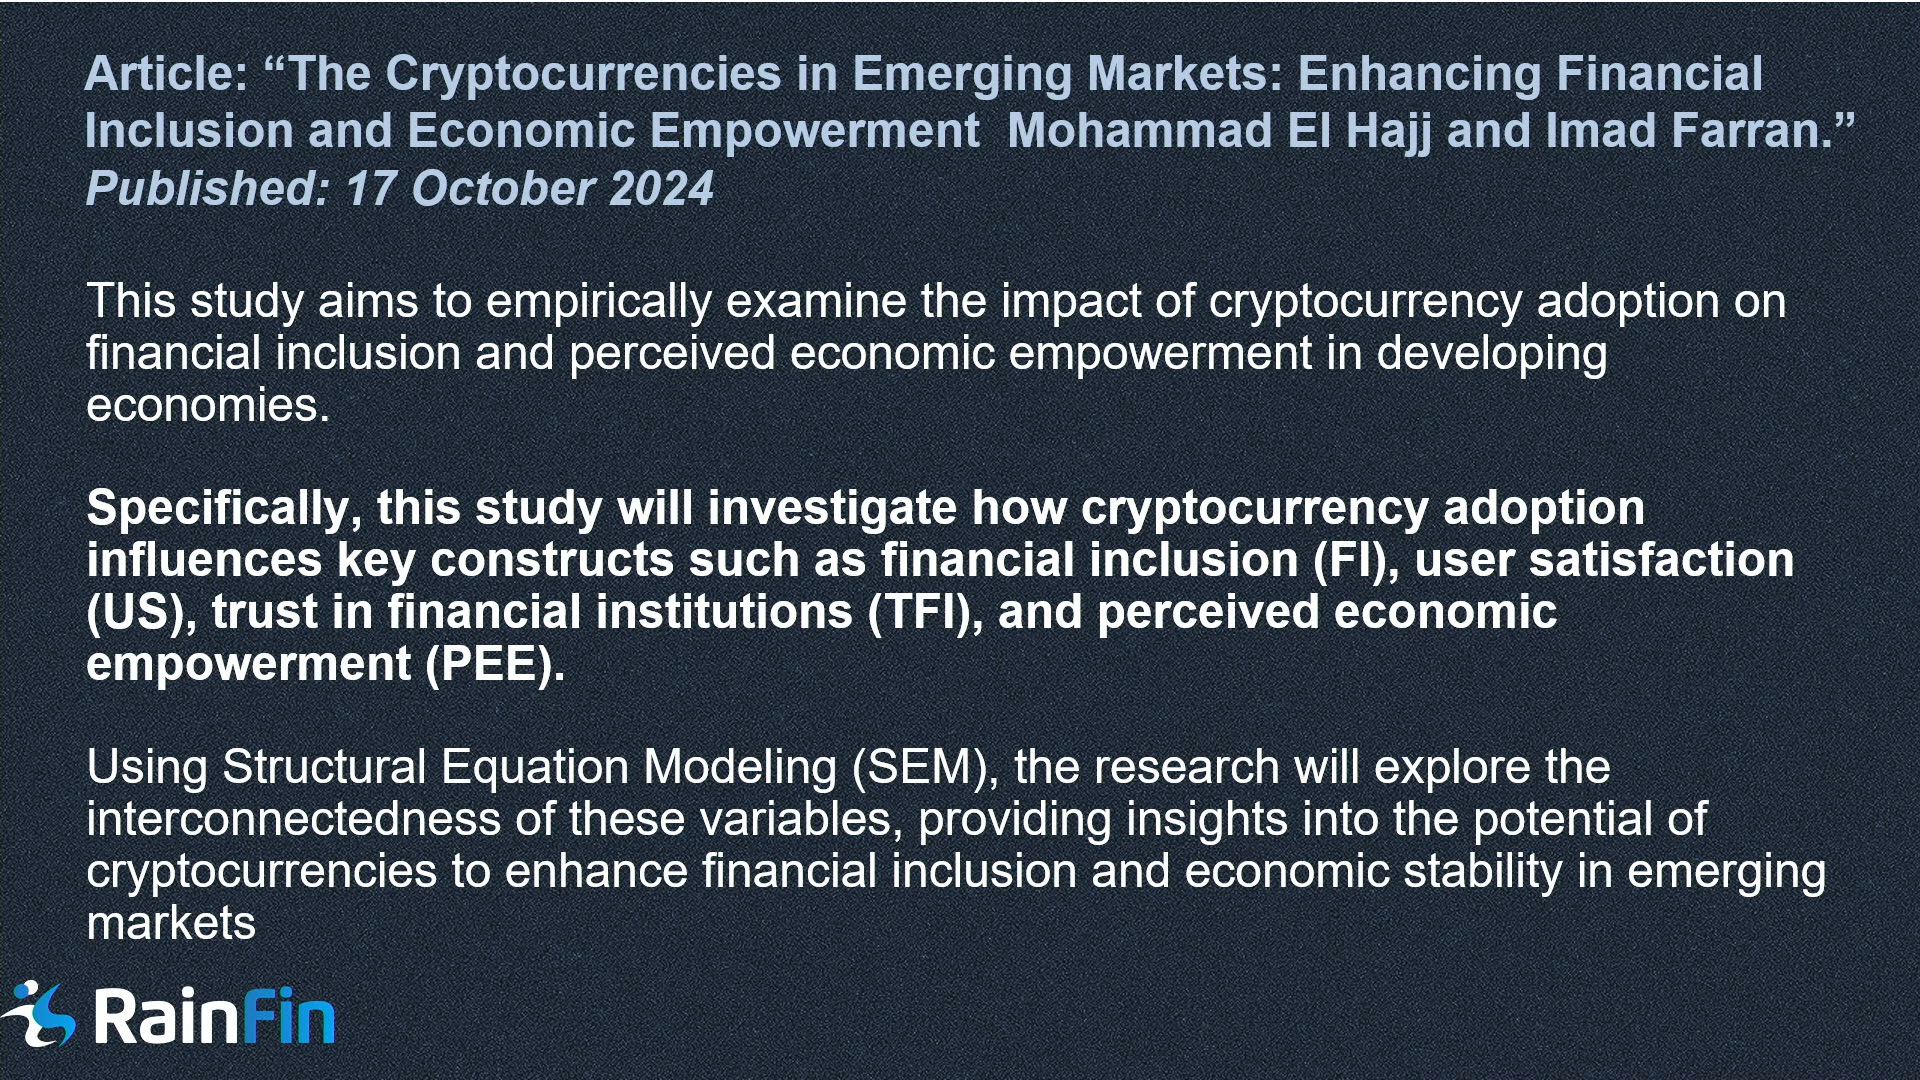 Article: “The Cryptocurrencies in Emerging Markets: Enhancing Financial
Inclusion and Economic Empowerment  Mohammad El Hajj and Imad Farran.”
Published: 17 October 2024
This study aims to empirically examine the impact of cryptocurrency adoption on
financial inclusion and perceived economic empowerment in developing
economies.
Specifically, this study will investigate how cryptocurrency adoption
influences key constructs such as financial inclusion (FI), user satisfaction
(US), trust in financial institutions (TFI), and perceived economic
empowerment (PEE).
Using Structural Equation Modeling (SEM), the research will explore the
interconnectedness of these variables, providing insights into the potential of
cryptocurrencies to enhance financial inclusion and economic stability in emerging
markets
RainFin